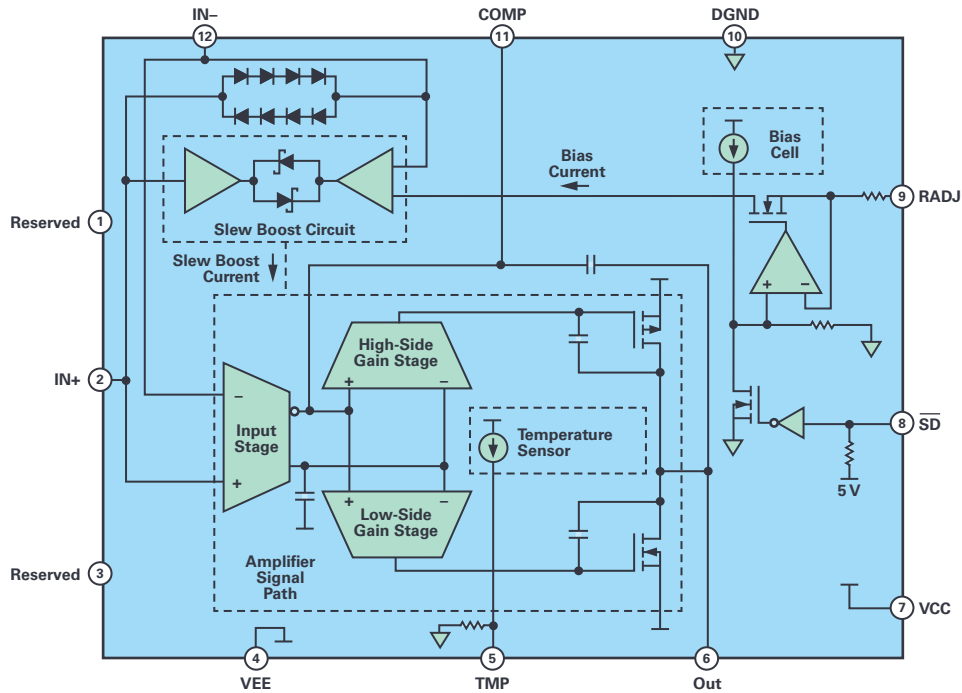 IN–
12
COMP
11
DGND
10
Bias
Cell
Bias
Current
9
RADJ
Reserved
1
Slew Boost Circuit
Slew Boost
Current
+
–
High-Side
Gain Stage
+
–
IN+
2
–
Input
Stage
+
Temperature
Sensor
8
SD
5 V
+
–
Low-Side
Gain Stage
Amplifier
Signal
Path
Reserved
3
7
VCC
4
VEE
5
TMP
6
Out